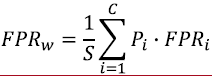 FPR_w = \frac{1}{S} \sum_{i=1}^{C} P_i \cdot FPR_i